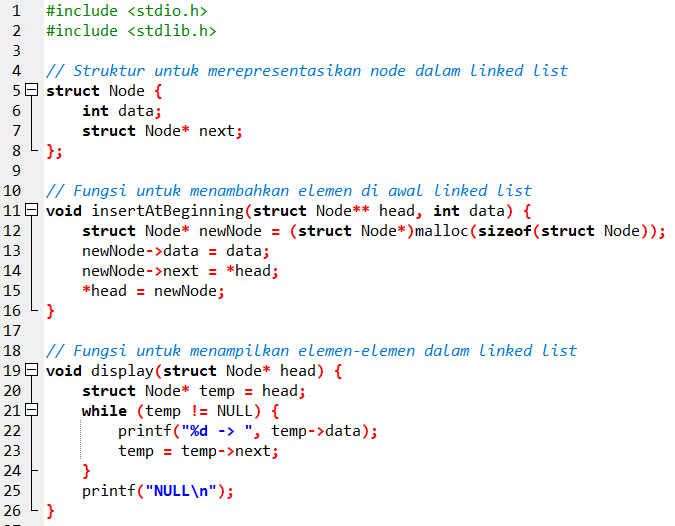 1 #include <stdio.h>
2 #include <stdlib.h>
3
4 // Struktur untuk merepresentasikan node dalam linked list
5 struct Node {
6     int data;
7     struct Node* next;
8 };
9
10 // Fungsi untuk menambahkan elemen di awal linked list
11 void insertAtBeginning(struct Node** head, int data) {
12     struct Node* newNode = (struct Node*)malloc(sizeof(struct Node));
13     newNode->data = data;
14     newNode->next = *head;
15     *head = newNode;
16 }
17
18 // Fungsi untuk menampilkan elemen-elemen dalam linked list
19 void display(struct Node* head) {
20     struct Node* temp = head;
21     while (temp != NULL) {
22         printf("%d -> ", temp->data);
23         temp = temp->next;
24     }
25     printf("NULL\n");
26 }